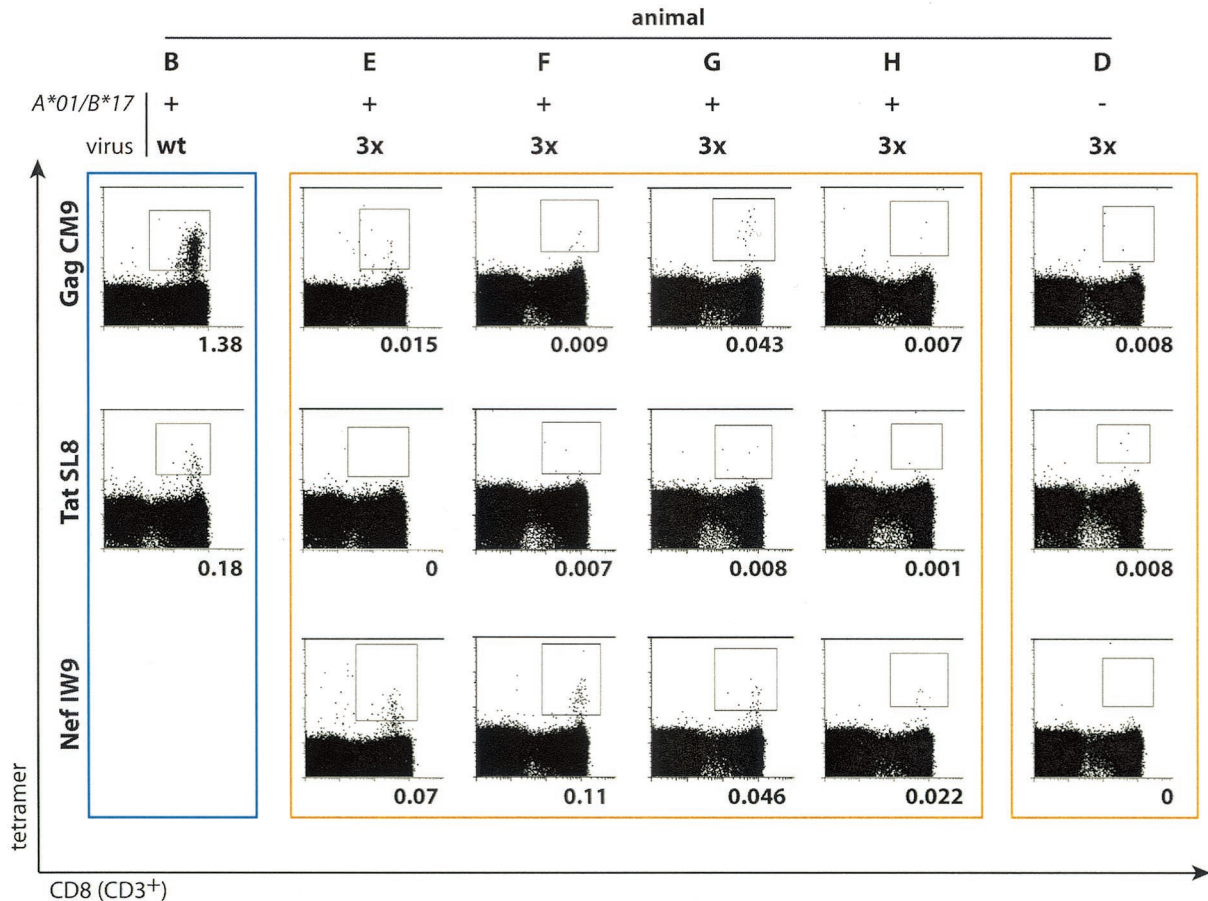 animal
B E F G H D
A*01/B*17 + + + + + -
virus wt 3x 3x 3x 3x 3x
Gag CM9
1.38 0.015 0.009 0.043 0.007 0.008
Tat SL8
0.18 0 0.007 0.008 0.001 0.008
Nef IW9
0.07 0.11 0.046 0.022 0
tetramer
CD8 (CD3+)